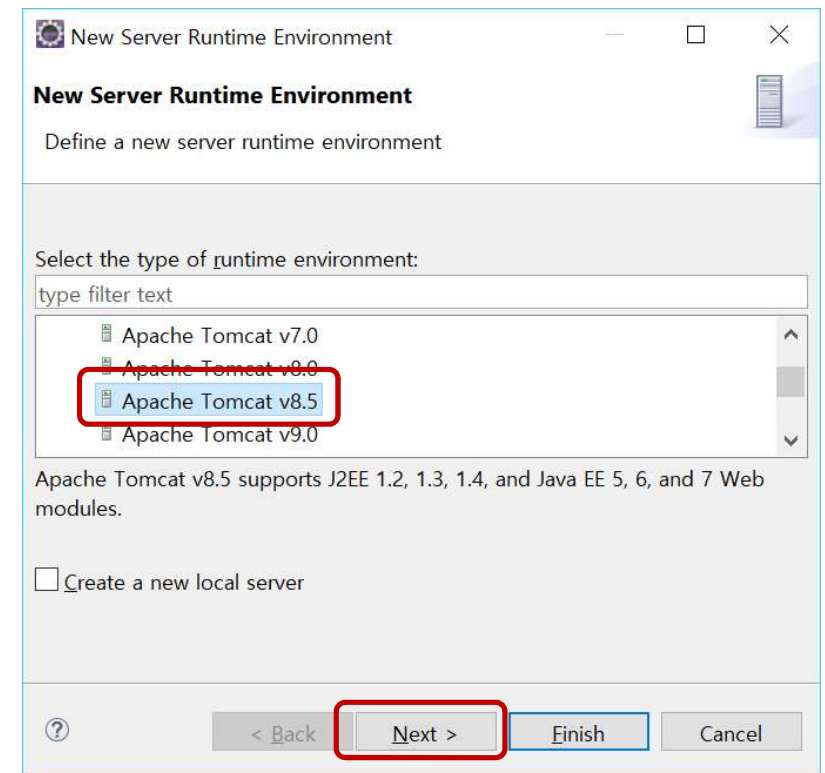 New Server Runtime Environment
New Server Runtime Environment
Define a new server runtime environment
Select the type of runtime environment:
type filter text
Apache Tomcat v7.0
Apache Tomcat v8.0
Apache Tomcat v8.5
Apache Tomcat v9.0
Apache Tomcat v8.5 supports J2EE 1.2, 1.3, 1.4, and Java EE 5, 6, and 7 Web
modules.
Create a new local server
? < Back Next > Finish Cancel